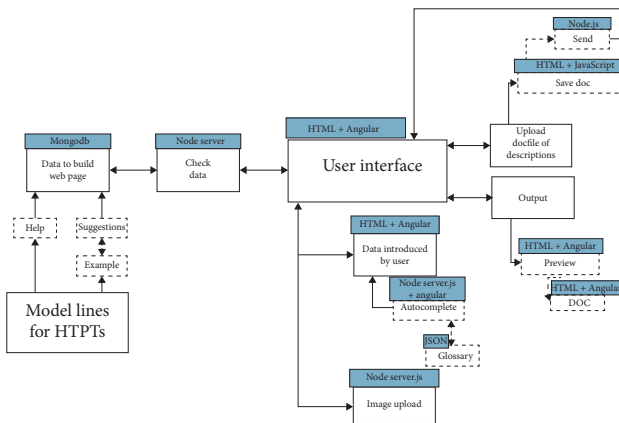 Node.js
Send
HTML + JavaScript
Save doc
HTML + Angular
User interface
Upload
docfile of
descriptions
Mongodb
Data to build
web page
Node server
Check
data
Output
Help
Suggestions
Example
Model lines
for HTPTs
HTML + Angular
Data introduced
by user
HTML + Angular
Preview
Node server.js
+ angular
Autocomplete
HTML + Angular
DOC
JSON
Glossary
Node server.js
Image upload